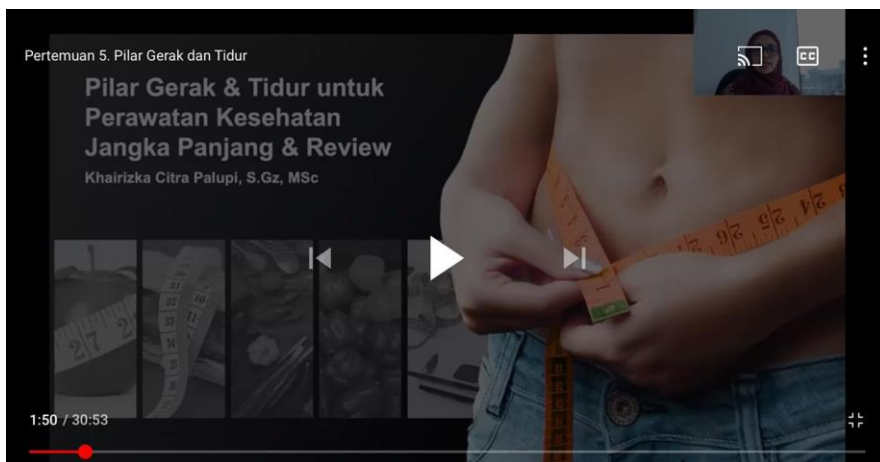 Pertemuan 5. Pilar Gerak dan Tidur
CC
Pilar Gerak & Tidur untuk
Perawatan Kesehatan
Jangka Panjang & Review
Khairizka Citra Palupi, S.Gz, MSc
1:50 / 30:53